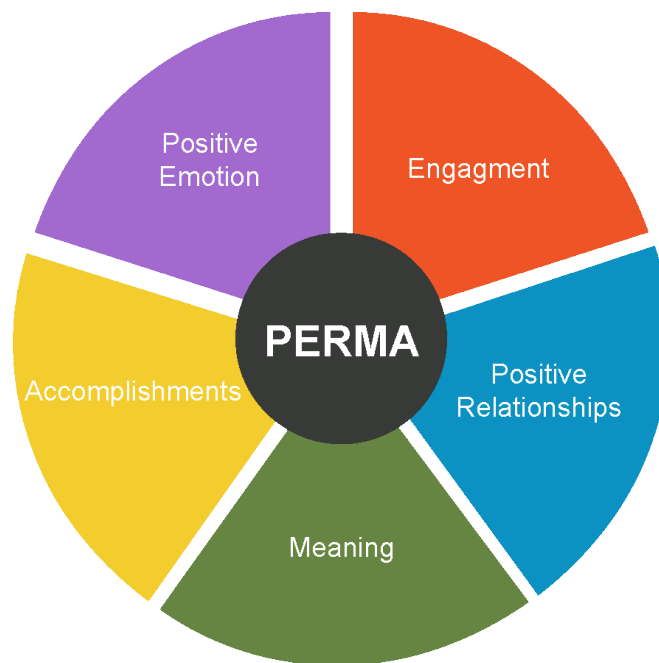 Positive
Emotion
Engagment
PERMA
Positive
Relationships
Accomplishments
Meaning